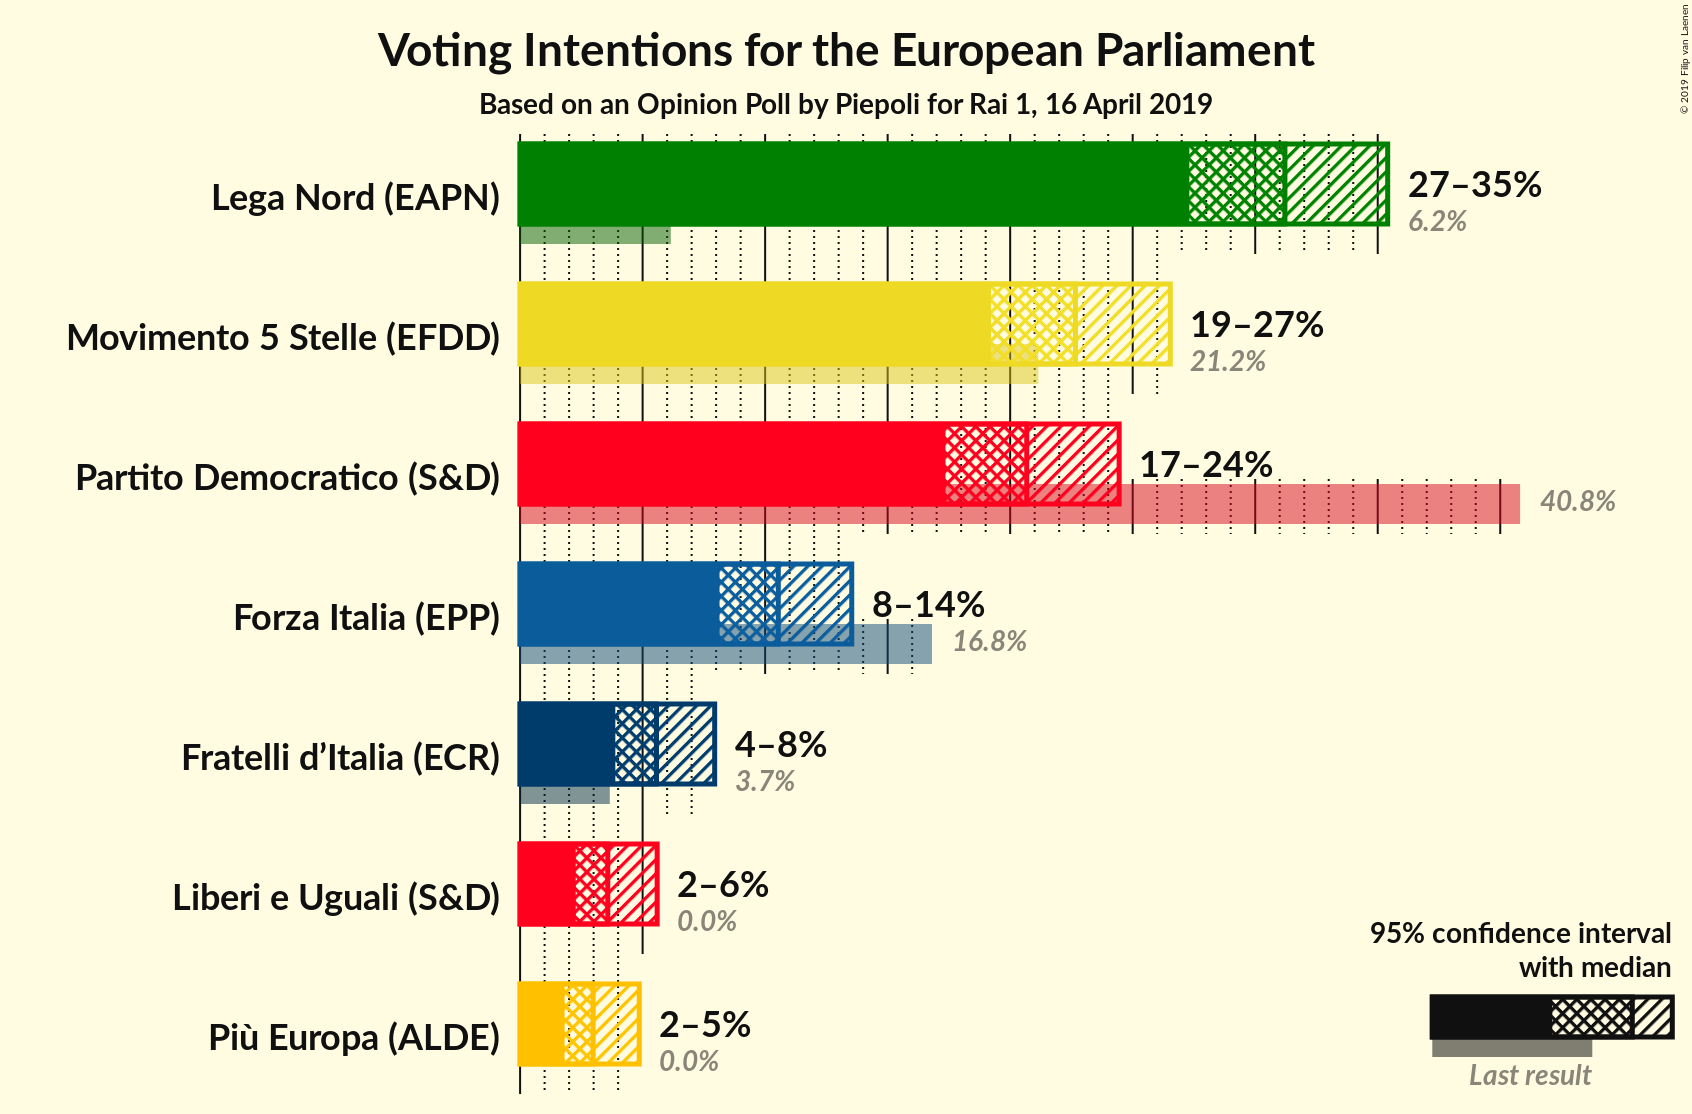 Voting Intentions for the European Parliament
Based on an Opinion Poll by Piepoli for Rai 1, 16 April 2019
© 2019 Filip van Laenen
Lega Nord (EAPN)
27–35%
6.2%
Movimento 5 Stelle (EFDD)
19–27%
21.2%
Partito Democratico (S&D)
17–24%
40.8%
Forza Italia (EPP)
8–14%
16.8%
Fratelli d’Italia (ECR)
4–8%
3.7%
Liberi e Uguali (S&D)
2–6%
0.0%
Più Europa (ALDE)
2–5%
0.0%
95% confidence interval
with median
Last result